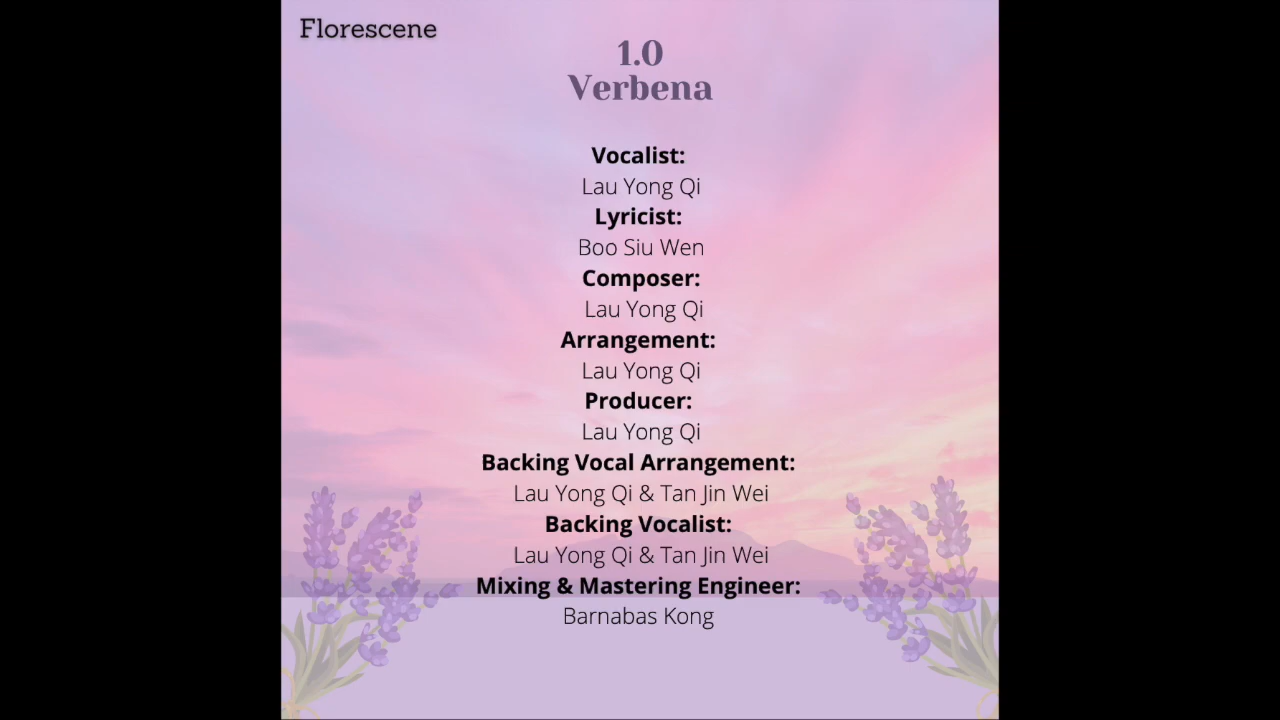 Florescene
1.0
Verbena
Vocalist:
Lau Yong Qi
Lyricist:
Boo Siu Wen
Composer:
Lau Yong Qi
Arrangement:
Lau Yong Qi
Producer:
Lau Yong Qi
Backing Vocal Arrangement:
Lau Yong Qi & Tan Jin Wei
Backing Vocalist:
Lau Yong Qi & Tan Jin Wei
Mixing & Mastering Engineer:
Barnabas Kong